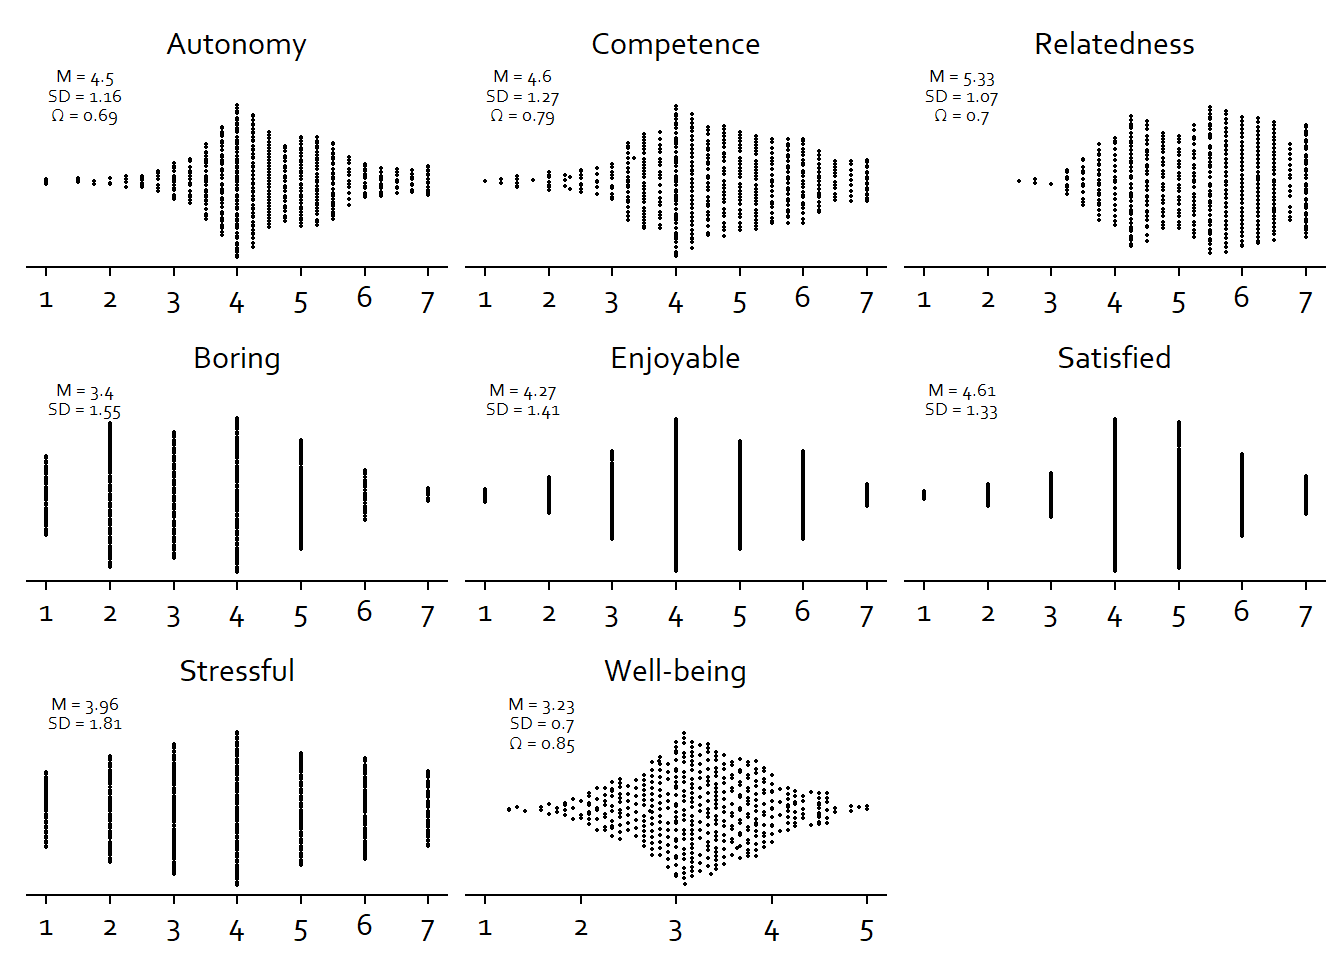 Autonomy
M = 4.5
SD = 1.16
Ω = 0.69
1 2 3 4 5 6 7
Competence
M = 4.6
SD = 1.27
Ω = 0.79
1 2 3 4 5 6 7
Relatedness
M = 5.33
SD = 1.07
Ω = 0.7
1 2 3 4 5 6 7
Boring
M = 3.4
SD = 1.55
1 2 3 4 5 6 7
Enjoyable
M = 4.27
SD = 1.41
1 2 3 4 5 6 7
Satisfied
M = 4.61
SD = 1.33
1 2 3 4 5 6 7
Stressful
M = 3.96
SD = 1.81
1 2 3 4 5 6 7
Well-being
M = 3.23
SD = 0.7
Ω = 0.85
1 2 3 4 5